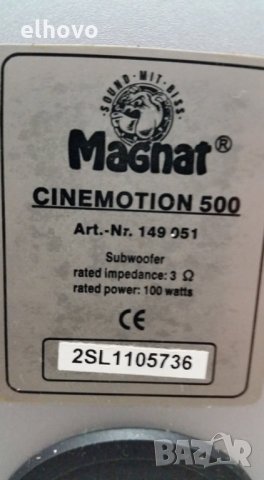 elhovo
SOUND·MIT·BISS
Magnat®
CINEMOTION 500
Art.-Nr. 149 051
Subwoofer
rated impedance: 3 Ω
rated power: 100 watts
CE
2SL1105736
BAZAR